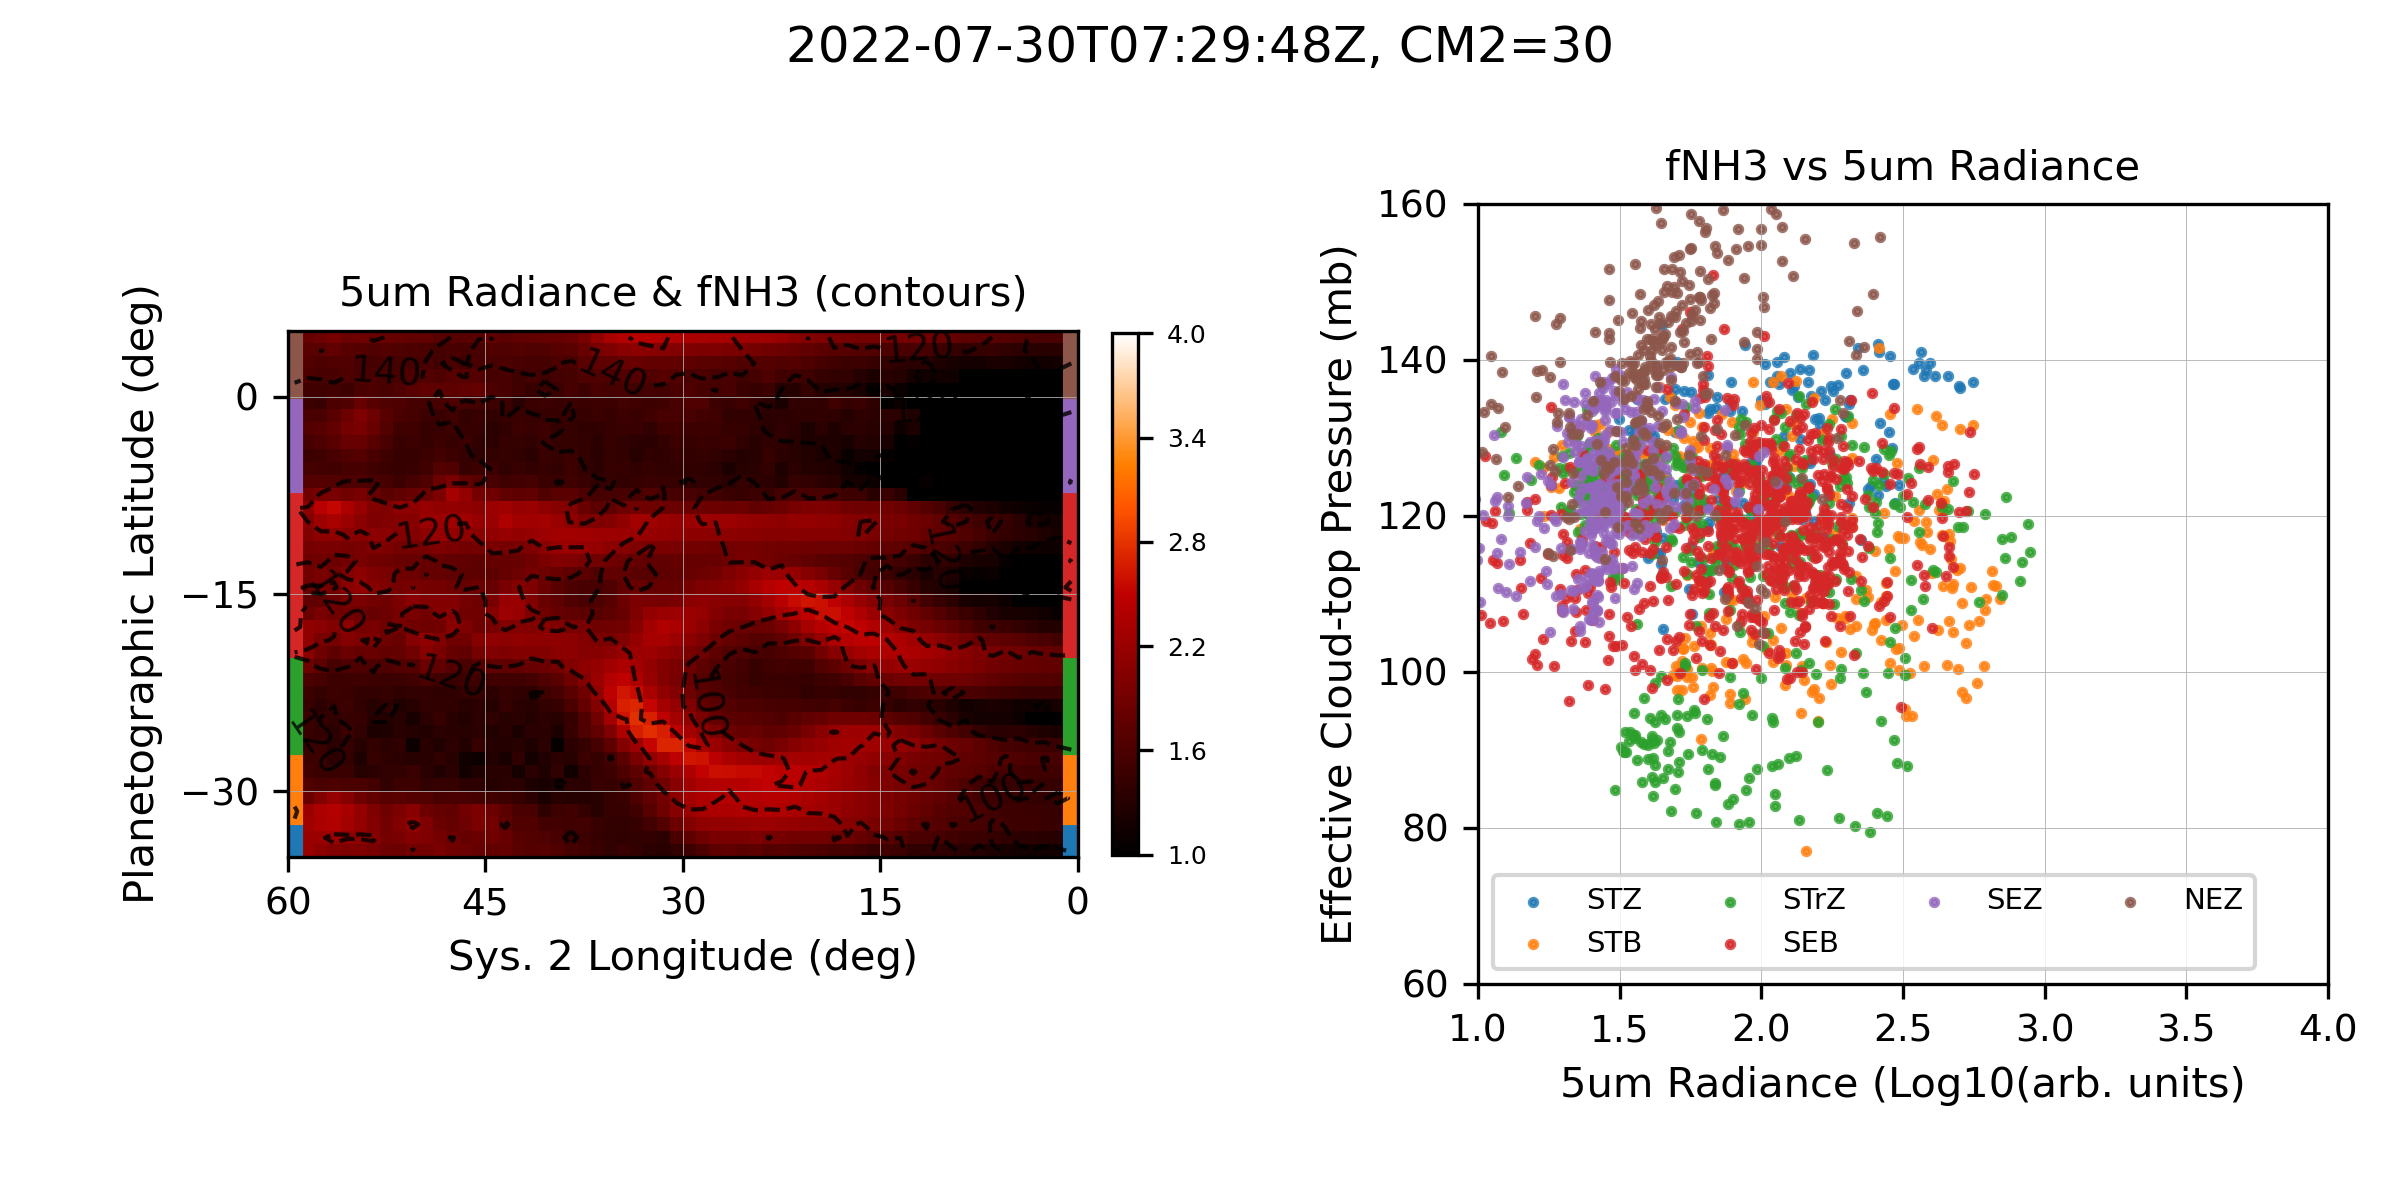 2022-07-30T07:29:48Z, CM2=30
5um Radiance & fNH3 (contours)
Planetographic Latitude (deg)
0
−15
−30
60
45
30
15
0
Sys. 2 Longitude (deg)
140
140
120
120
120
120
120
120
100
100
4.0
3.4
2.8
2.2
1.6
1.0
fNH3 vs 5um Radiance
Effective Cloud-top Pressure (mb)
160
140
120
100
80
60
1.0
1.5
2.0
2.5
3.0
3.5
4.0
5um Radiance (Log10(arb. units)
STZ
STrZ
SEZ
NEZ
STB
SEB